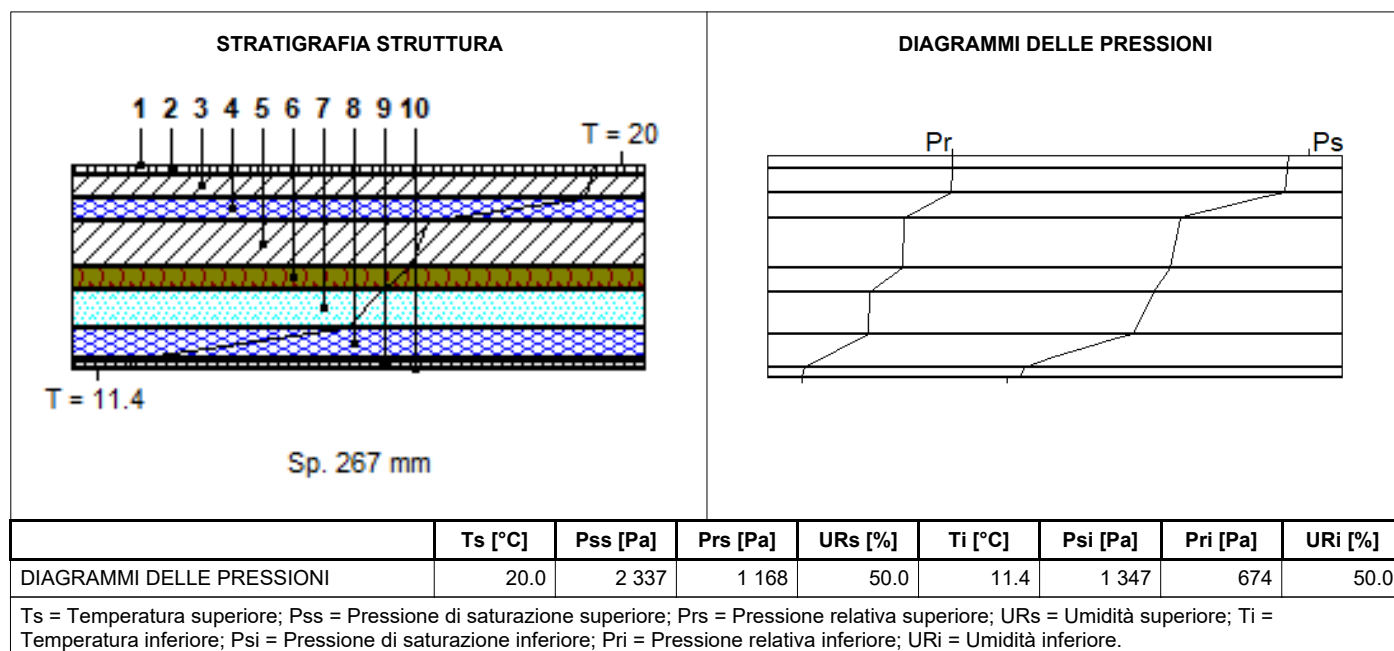 STRATIGRAFIA STRUTTURA
1 2 3 4 5 6 7 8 9 10
T = 20
T = 11.4
Sp. 267 mm
DIAGRAMMI DELLE PRESSIONI
Pr Ps
Ts [°C] Pss [Pa] Prs [Pa] URs [%] Ti [°C] Psi [Pa] Pri [Pa] URi [%]
DIAGRAMMI DELLE PRESSIONI 20.0 2 337 1 168 50.0 11.4 1 347 674 50.0
Ts = Temperatura superiore; Pss = Pressione di saturazione superiore; Prs = Pressione relativa superiore; URs = Umidità superiore; Ti =
Temperatura inferiore; Psi = Pressione di saturazione inferiore; Pri = Pressione relativa inferiore; URi = Umidità inferiore.